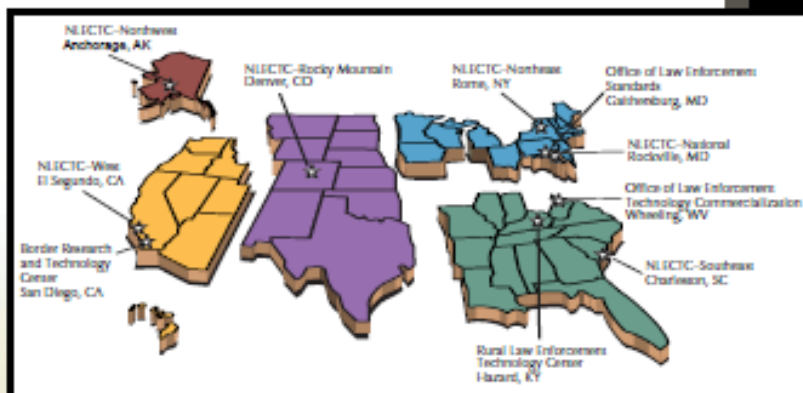 NLECTC–Northwest
Anchorage, AK
NLECTC–Rocky Mountain
Denver, CO
NLECTC–Northeast
Rome, NY
Office of Law Enforcement
Standards
Gaithersburg, MD
NLECTC–West
El Segundo, CA
NLECTC–National
Rockville, MD
Office of Law Enforcement
Technology Commercialization
Wheeling, WV
Border Research
and Technology
Center
San Diego, CA
NLECTC–Southeast
Charleston, SC
Rural Law Enforcement
Technology Center
Hazard, KY